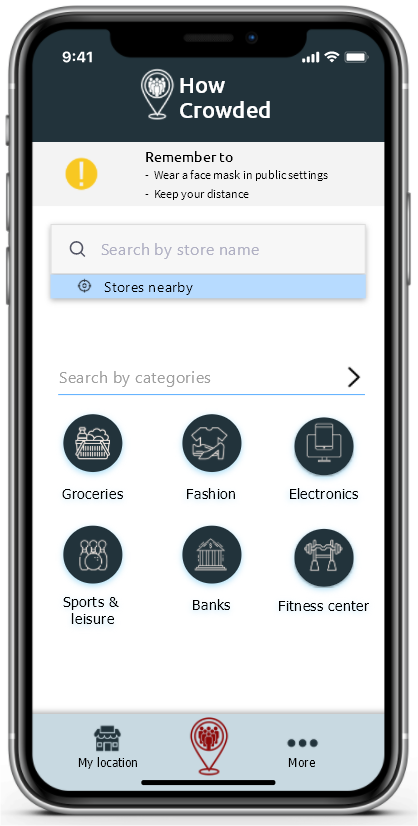 9:41
How
Crowded
Remember to
- Wear a face mask in public settings
- Keep your distance
Search by store name
Stores nearby
Search by categories
Groceries
Fashion
Electronics
Sports &
leisure
Banks
Fitness center
My location
More